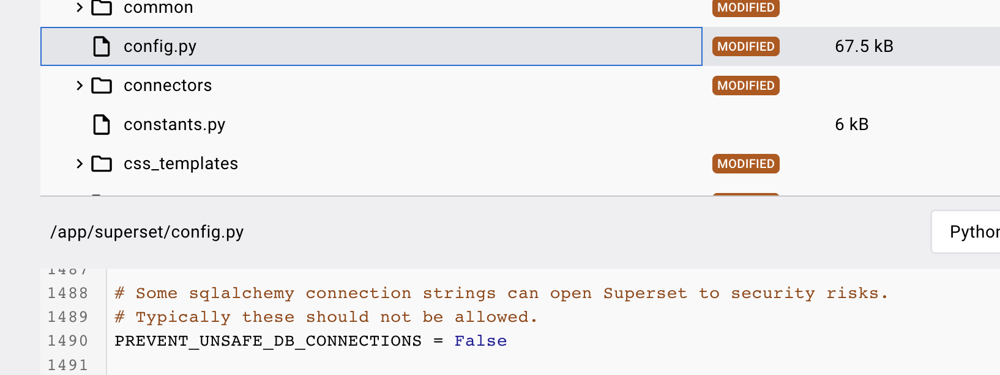 common MODIFIED
config.py MODIFIED 67.5 kB
connectors MODIFIED
constants.py 6 kB
css_templates MODIFIED
/app/superset/config.py
1487
1488 # Some sqlalchemy connection strings can open Superset to security risks.
1489 # Typically these should not be allowed.
1490 PREVENT_UNSAFE_DB_CONNECTIONS = False
1491